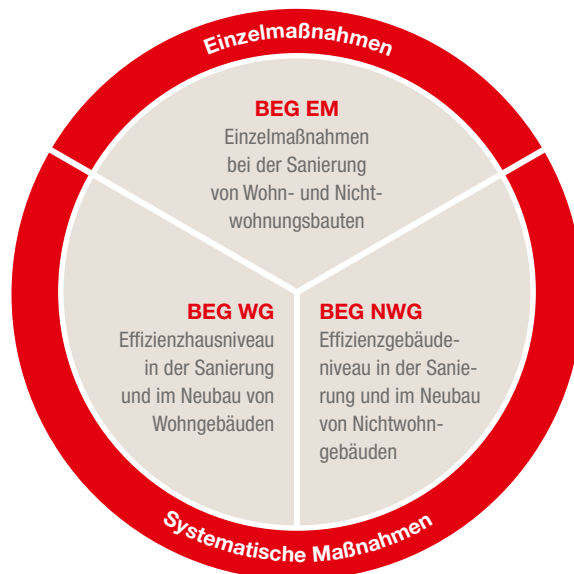 Einzelmaßnahmen
BEG EM
Einzelmaßnahmen
bei der Sanierung
von Wohn- und Nicht-
wohnungsbauten
BEG WG
Effizienzhausniveau
in der Sanierung
und im Neubau von
Wohngebäuden
BEG NWG
Effizienzgebäude-
niveau in der Sanie-
rung und im Neubau
von Nichtwohn-
gebäuden
Systematische Maßnahmen